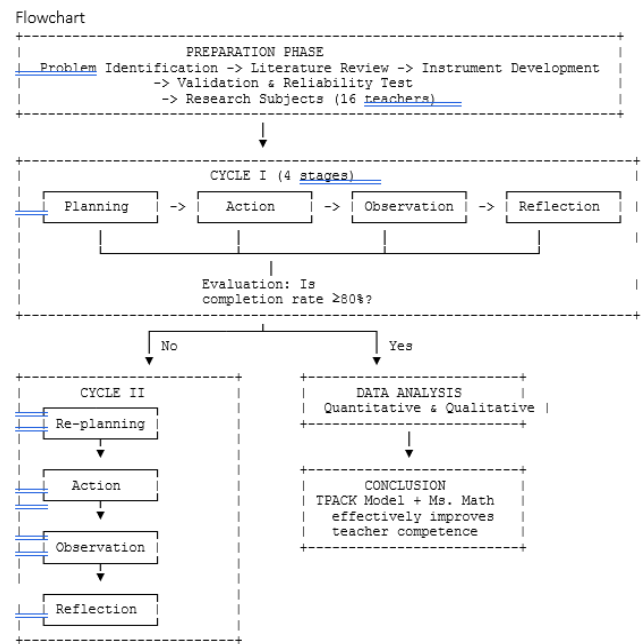 Flowchart
PREPARATION PHASE
Problem Identification -> Literature Review -> Instrument Development
-> Validation & Reliability Test
-> Research Subjects (16 teachers)
CYCLE I (4 stages)
Planning -> Action -> Observation -> Reflection
Evaluation: Is
completion rate ≥80%?
No Yes
CYCLE II
Re-planning
Action
Observation
Reflection
DATA ANALYSIS
Quantitative & Qualitative
CONCLUSION
TPACK Model + Ms. Math
effectively improves
teacher competence